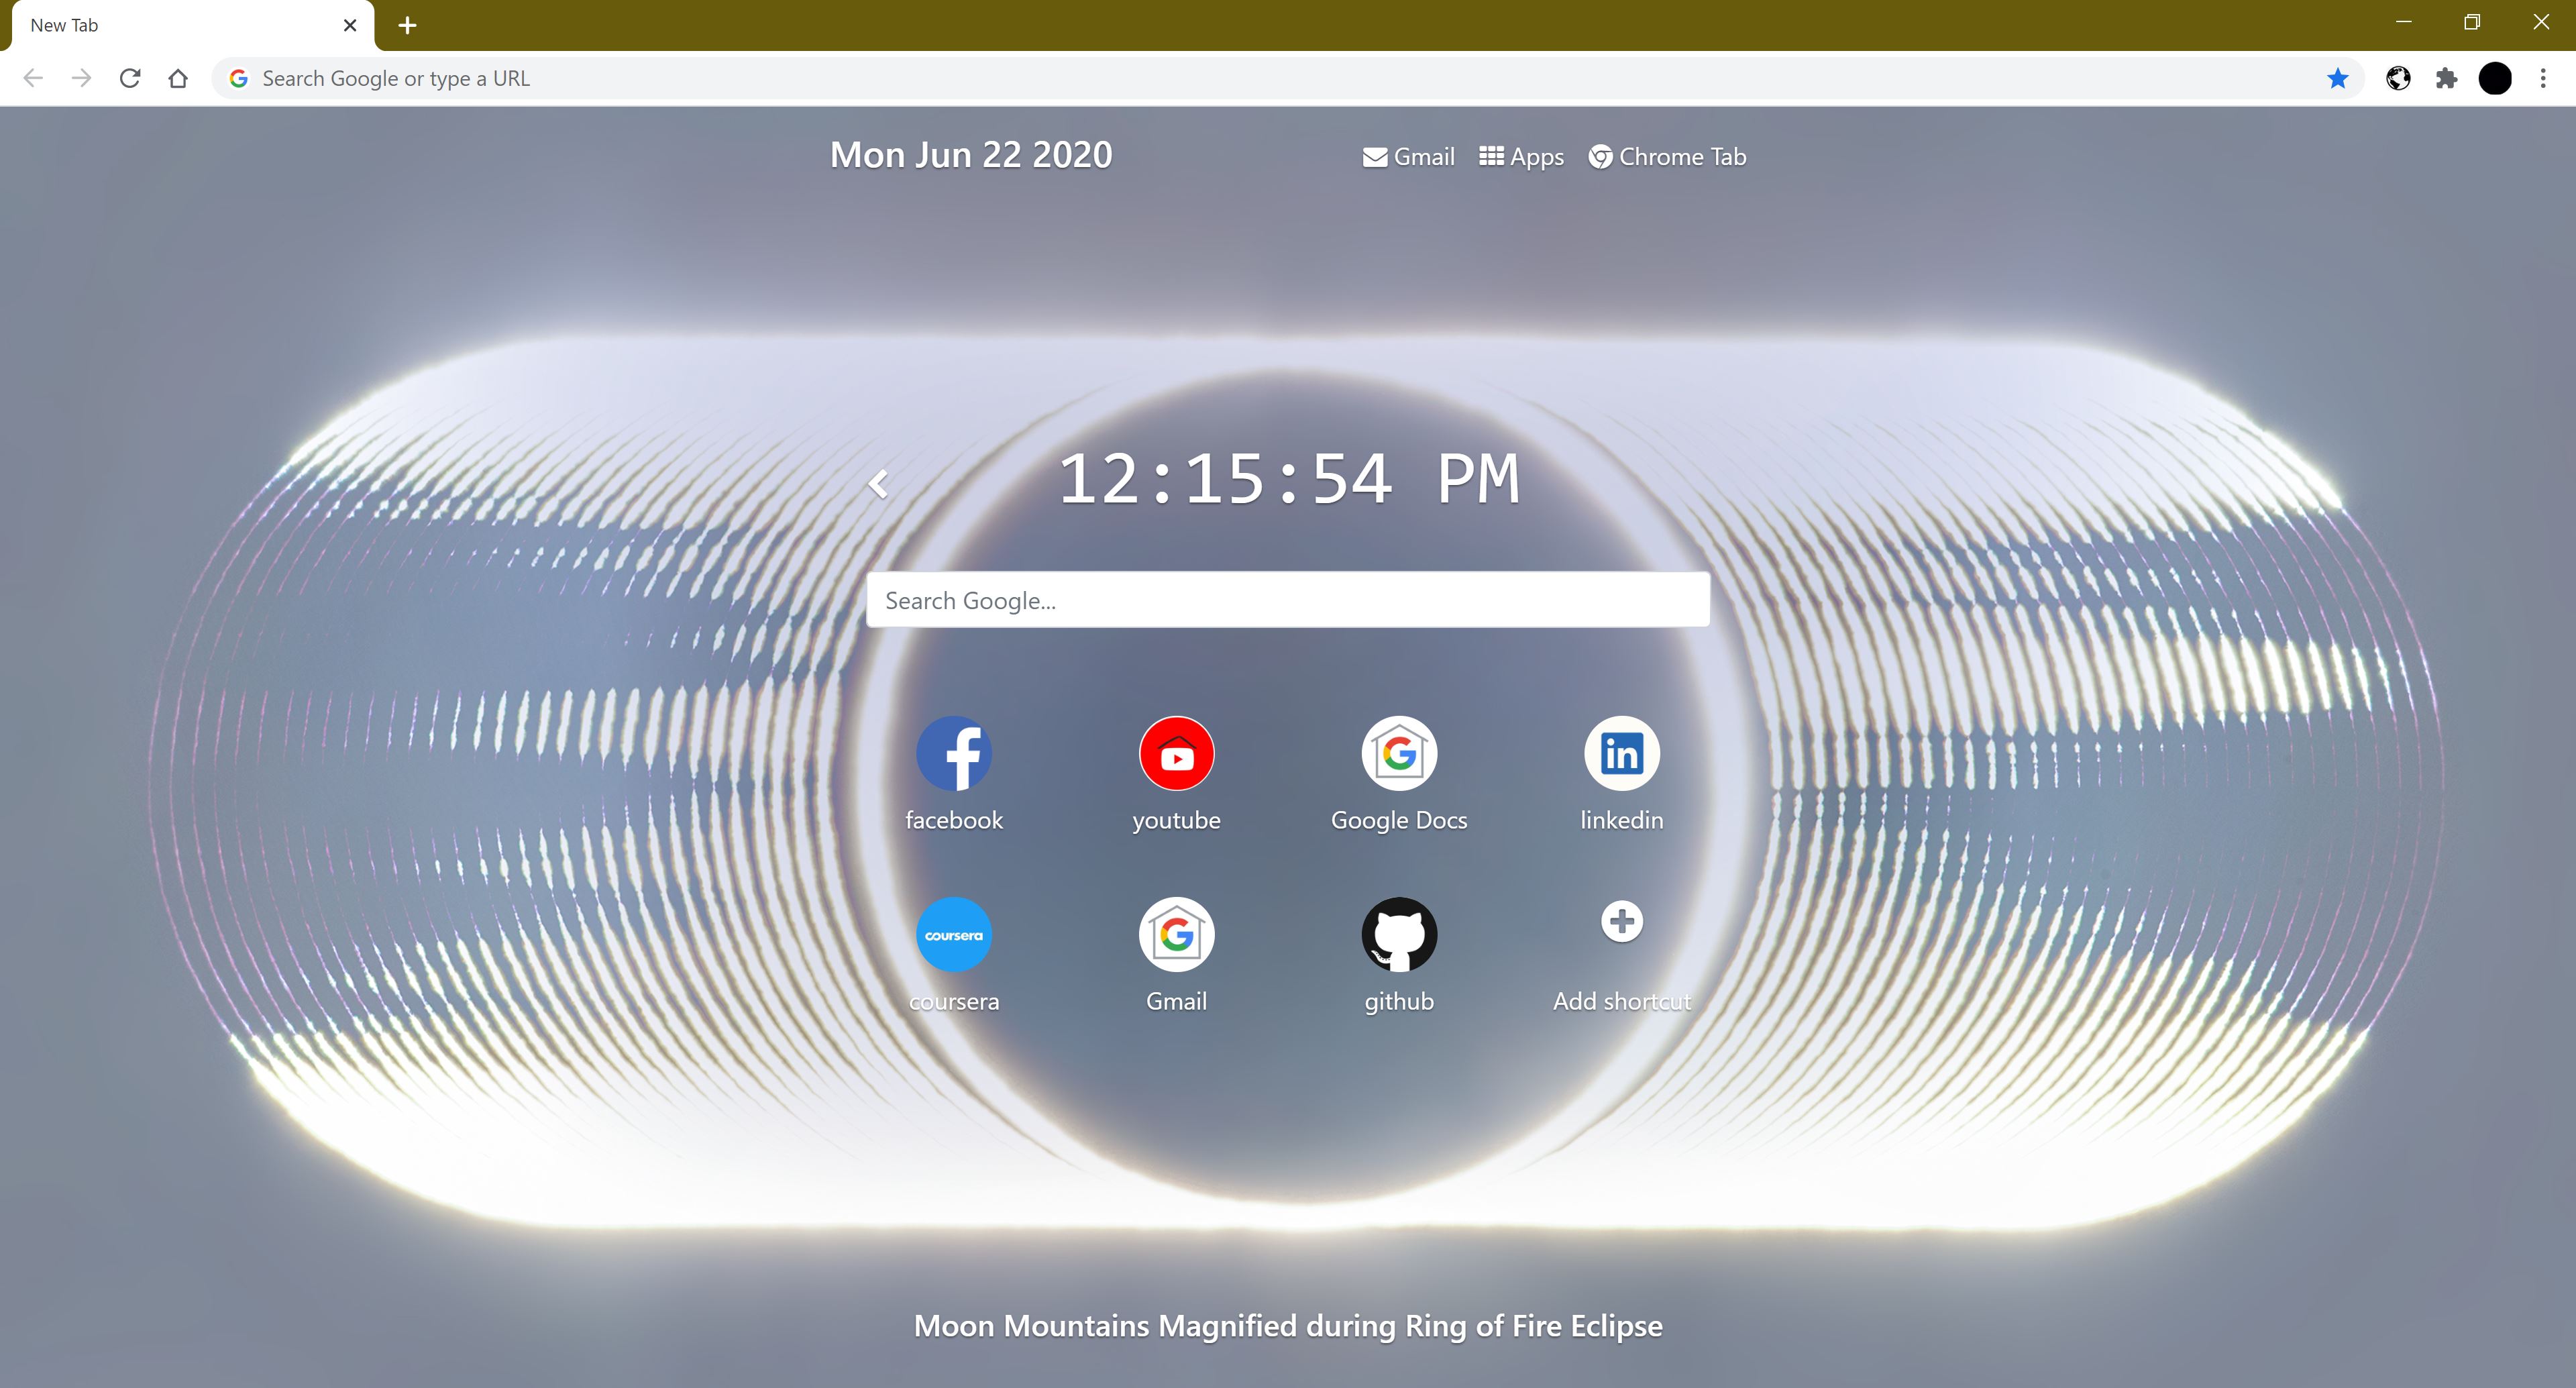 New Tab
Search Google or type a URL
Mon Jun 22 2020
Gmail Apps Chrome Tab
12:15:54 PM
Search Google...
facebook youtube Google Docs linkedin
coursera
coursera Gmail github Add shortcut
Moon Mountains Magnified during Ring of Fire Eclipse